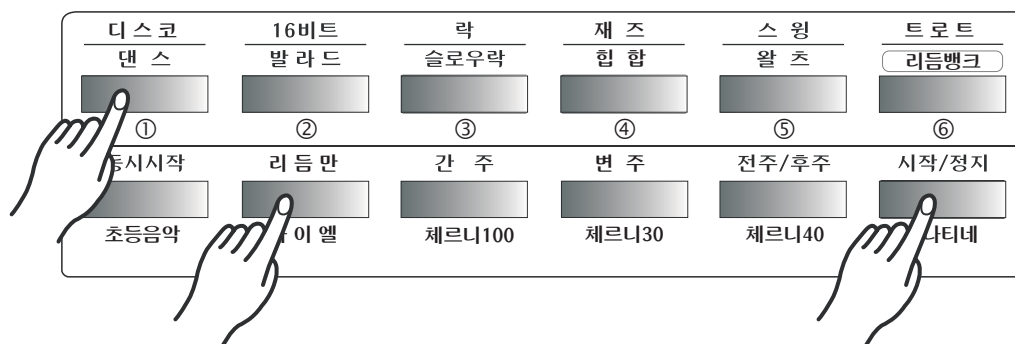 디스코 16비트 락 재즈 스윙 트로트
댄스 발라드 슬로우락 힙합 왈츠 리듬뱅크
① ② ③ ④ ⑤ ⑥
리듬만 간주 변주 전주/후주 시작/정지
초등음악 체르니100 체르니30 체르니40